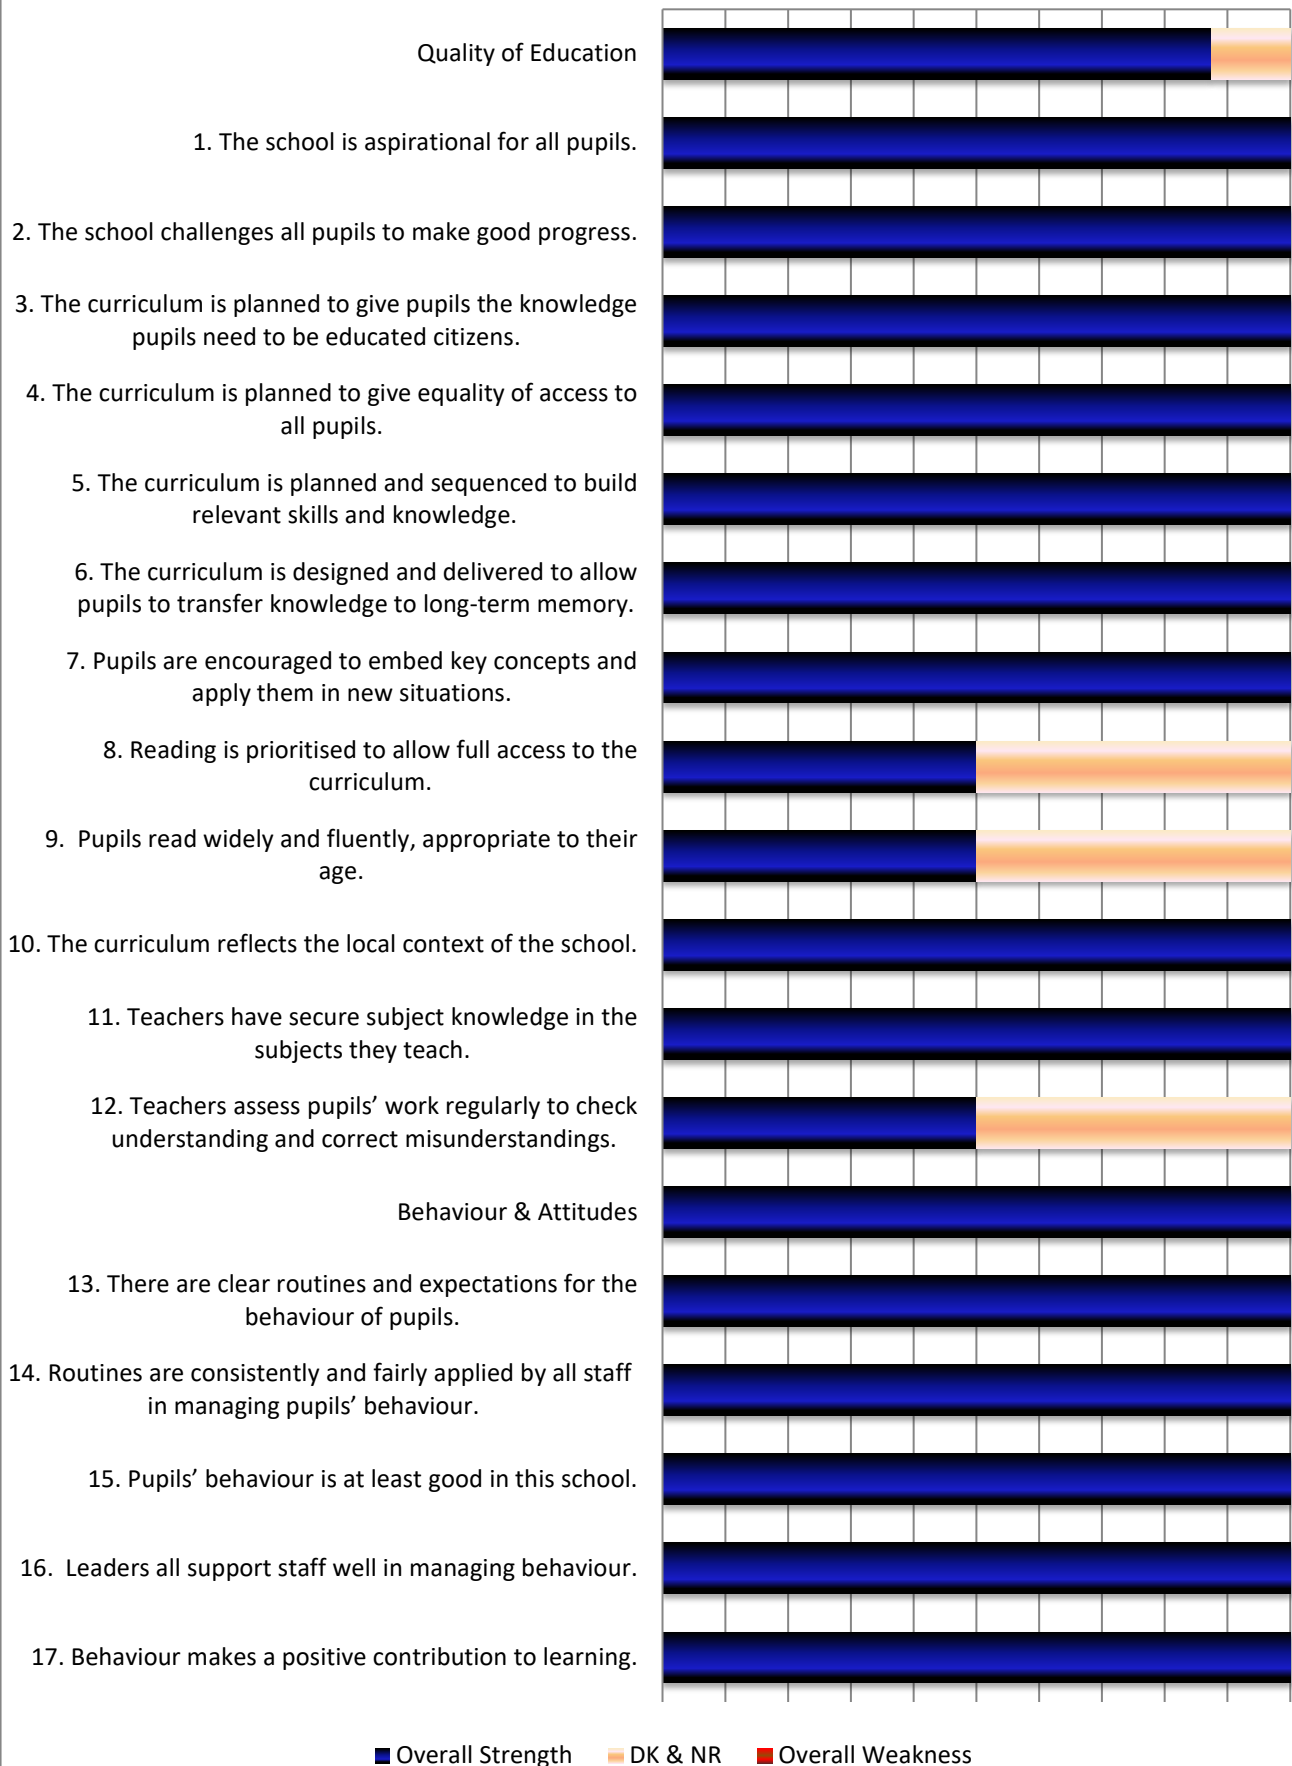 Quality of Education
1. The school is aspirational for all pupils.
2. The school challenges all pupils to make good progress.
3. The curriculum is planned to give pupils the knowledge
pupils need to be educated citizens.
4. The curriculum is planned to give equality of access to
all pupils.
5. The curriculum is planned and sequenced to build
relevant skills and knowledge.
6. The curriculum is designed and delivered to allow
pupils to transfer knowledge to long-term memory.
7. Pupils are encouraged to embed key concepts and
apply them in new situations.
8. Reading is prioritised to allow full access to the
curriculum.
9.  Pupils read widely and fluently, appropriate to their
age.
10. The curriculum reflects the local context of the school.
11. Teachers have secure subject knowledge in the
subjects they teach.
12. Teachers assess pupils’ work regularly to check
understanding and correct misunderstandings.
Behaviour & Attitudes
13. There are clear routines and expectations for the
behaviour of pupils.
14. Routines are consistently and fairly applied by all staff
in managing pupils’ behaviour.
15. Pupils’ behaviour is at least good in this school.
16.  Leaders all support staff well in managing behaviour.
17. Behaviour makes a positive contribution to learning.
Overall Strength DK & NR Overall Weakness